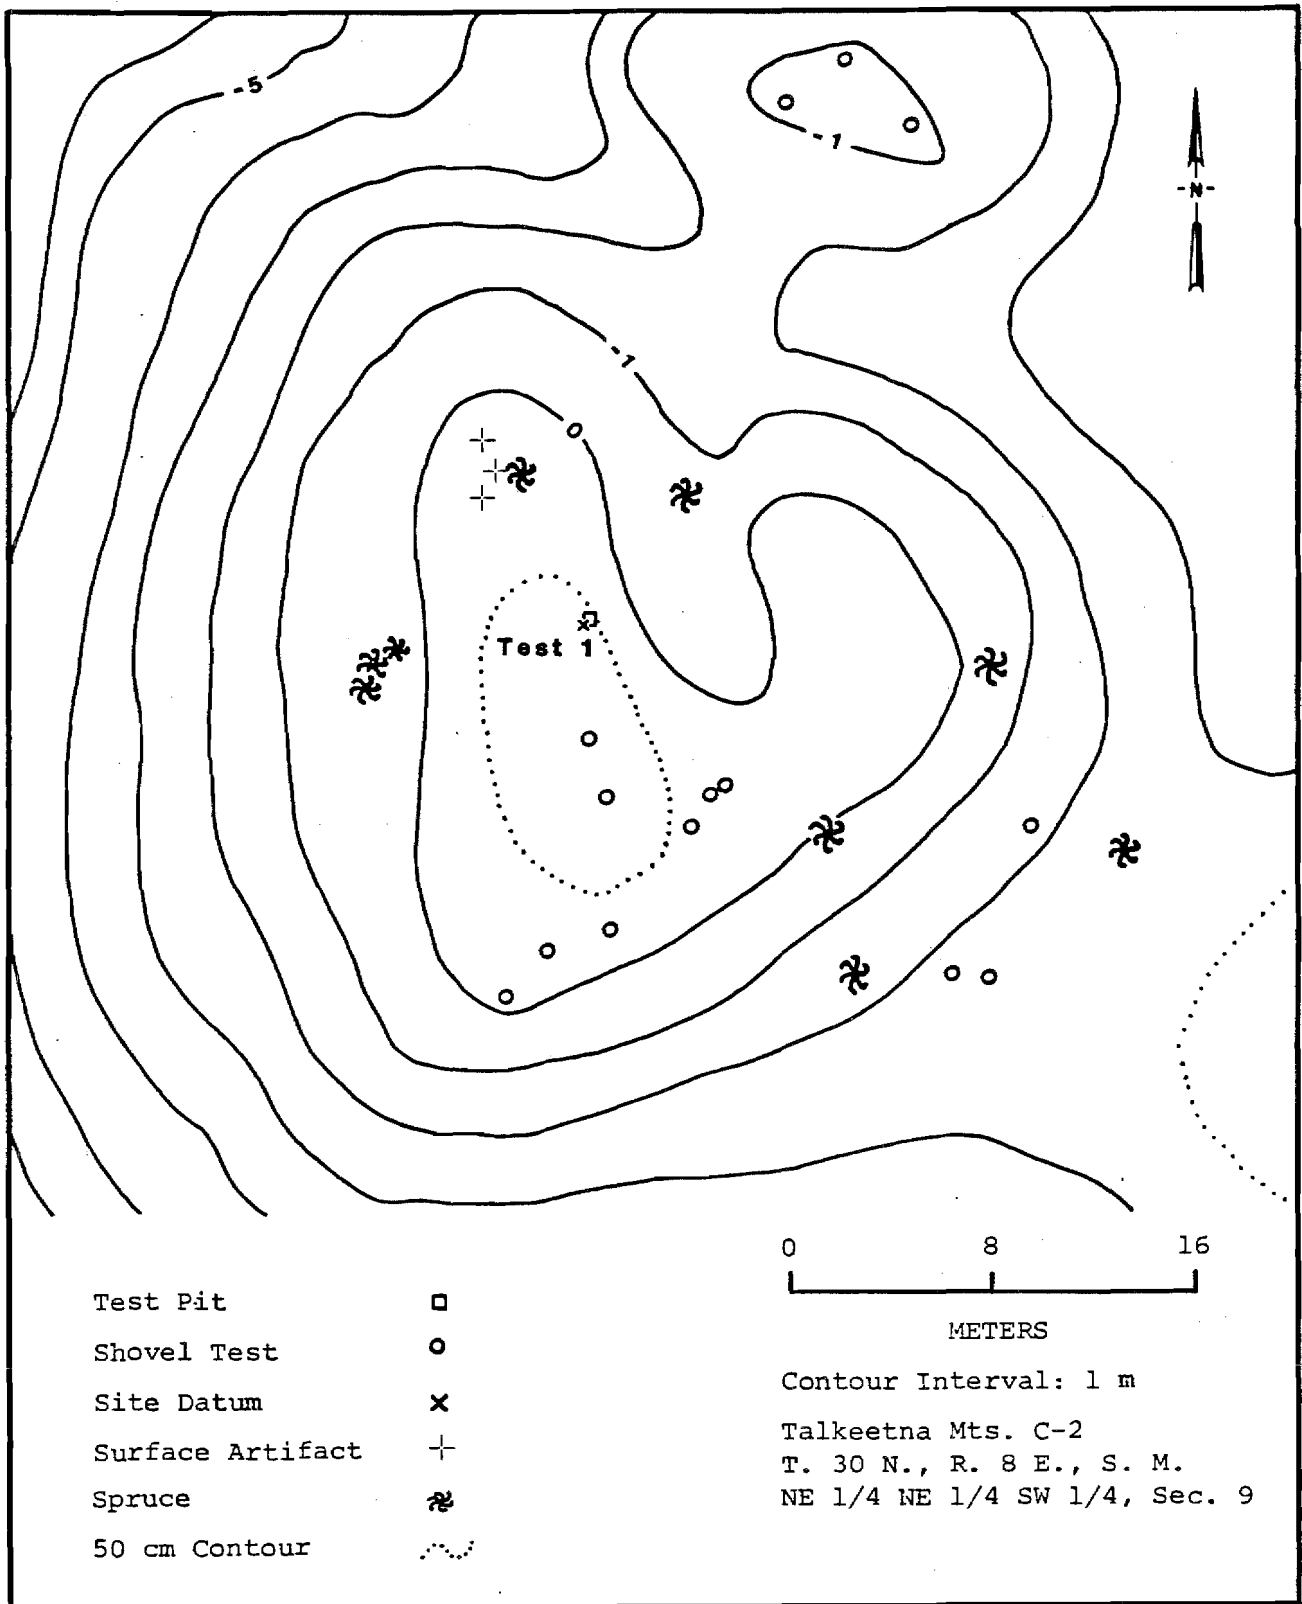 -5
-1
-N-
-1
0
Test 1
0 8 16
METERS
Test Pit
Shovel Test
Site Datum
Surface Artifact
Spruce
50 cm Contour
Contour Interval: 1 m
Talkeetna Mts. C-2
T. 30 N., R. 8 E., S. M.
NE 1/4 NE 1/4 SW 1/4, Sec. 9